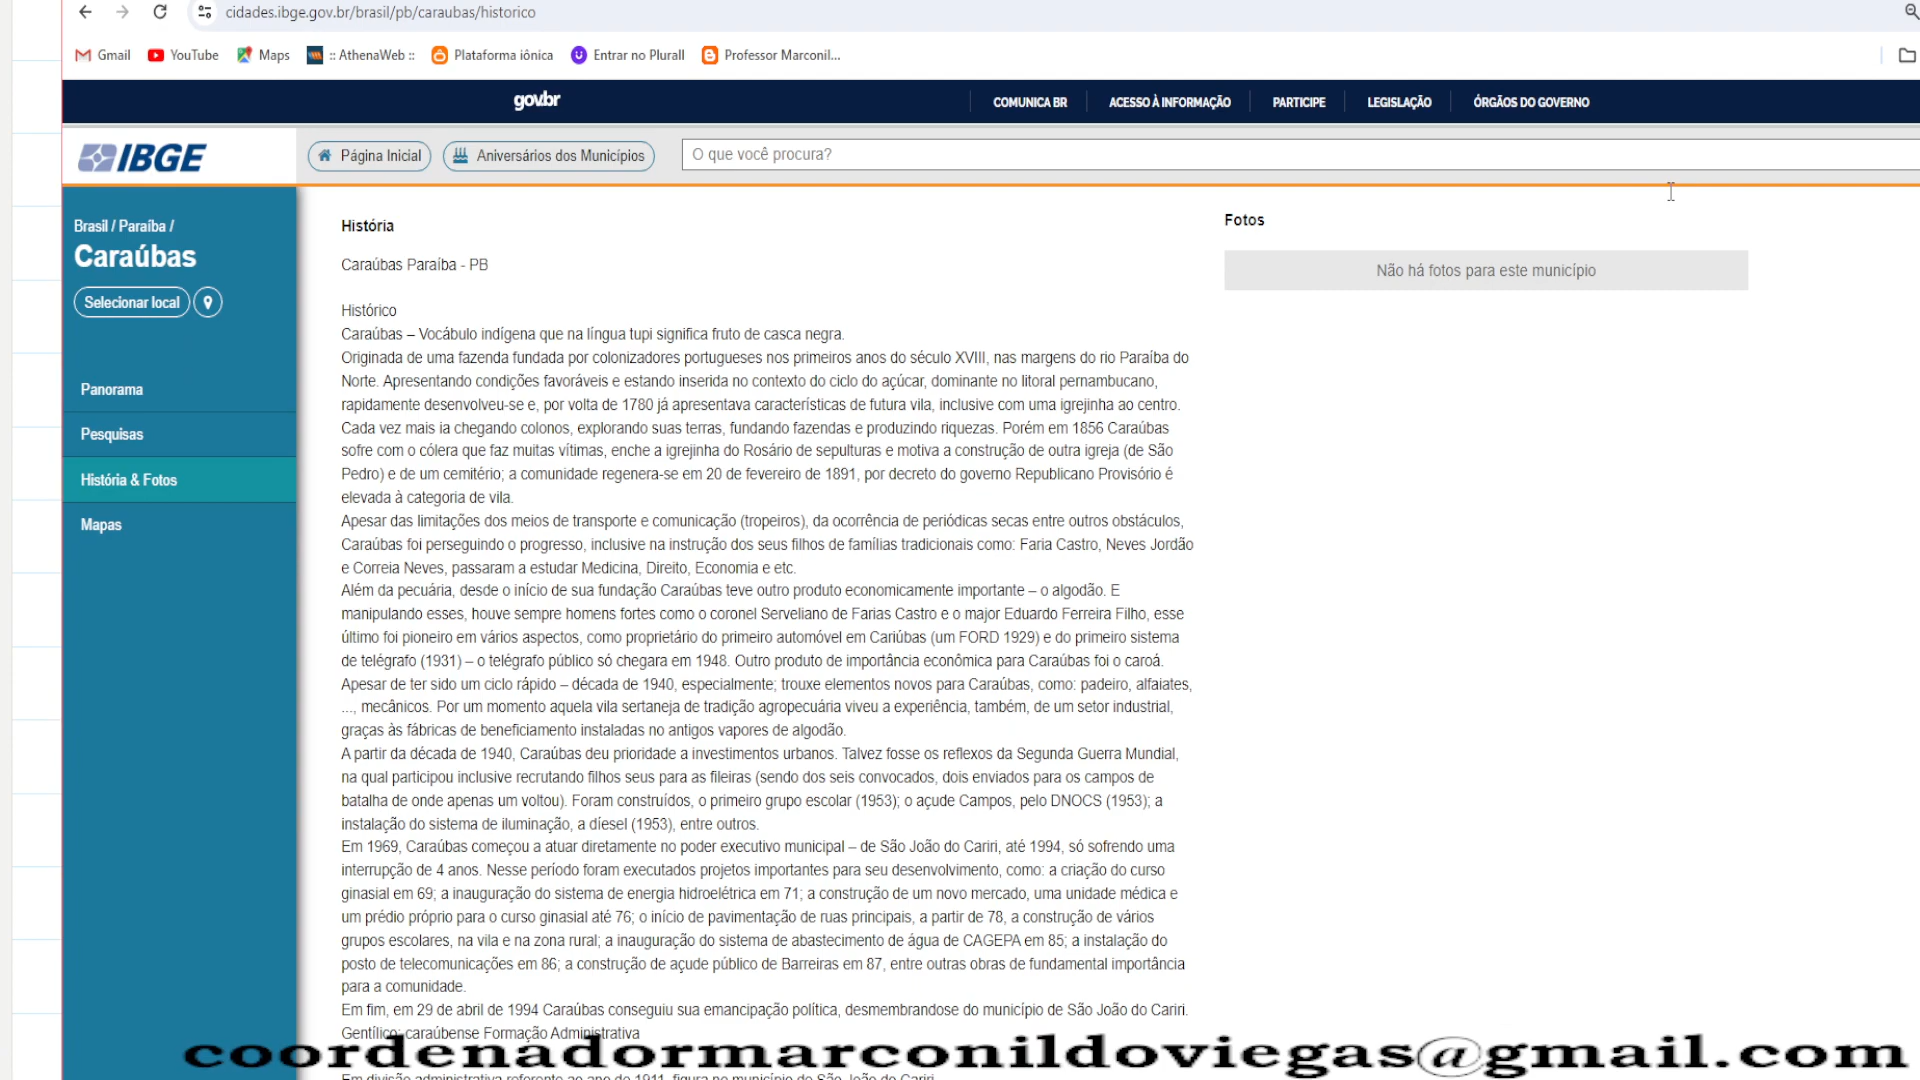 cidades.ibge.gov.br/brasil/pb/caraubas/historico
Gmail YouTube Maps :: AthenaWeb :: Plataforma iônica Entrar no Plurall Professor Marconil...
gov.br COMUNICA BR ACESSO À INFORMAÇÃO PARTICIPE LEGISLAÇÃO ÓRGÃOS DO GOVERNO
IBGE Página Inicial Aniversários dos Municípios O que você procura?
Brasil / Paraíba /
Caraúbas
Selecionar local
Panorama
Pesquisas
História & Fotos
Mapas
História
Caraúbas Paraíba - PB
Histórico
Caraúbas – Vocábulo indígena que na língua tupi significa fruto de casca negra.
Originada de uma fazenda fundada por colonizadores portugueses nos primeiros anos do século XVIII, nas margens do rio Paraíba do
Norte. Apresentando condições favoráveis e estando inserida no contexto do ciclo do açúcar, dominante no litoral pernambucano,
rapidamente desenvolveu-se e, por volta de 1780 já apresentava características de futura vila, inclusive com uma igrejinha ao centro.
Cada vez mais ia chegando colonos, explorando suas terras, fundando fazendas e produzindo riquezas. Porém em 1856 Caraúbas
sofre com o cólera que faz muitas vítimas, enche a igrejinha do Rosário de sepulturas e motiva a construção de outra igreja (de São
Pedro) e de um cemitério; a comunidade regenera-se em 20 de fevereiro de 1891, por decreto do governo Republicano Provisório é
elevada à categoria de vila.
Apesar das limitações dos meios de transporte e comunicação (tropeiros), da ocorrência de periódicas secas entre outros obstáculos,
Caraúbas foi perseguindo o progresso, inclusive na instrução dos seus filhos de famílias tradicionais como: Faria Castro, Neves Jordão
e Correia Neves, passaram a estudar Medicina, Direito, Economia e etc.
Além da pecuária, desde o início de sua fundação Caraúbas teve outro produto economicamente importante – o algodão. E
manipulando esses, houve sempre homens fortes como o coronel Serveliano de Farias Castro e o major Eduardo Ferreira Filho, esse
último foi pioneiro em vários aspectos, como proprietário do primeiro automóvel em Cariúbas (um FORD 1929) e do primeiro sistema
de telégrafo (1931) – o telégrafo público só chegara em 1948. Outro produto de importância econômica para Caraúbas foi o caroá.
Apesar de ter sido um ciclo rápido – década de 1940, especialmente; trouxe elementos novos para Caraúbas, como: padeiro, alfaiates,
..., mecânicos. Por um momento aquela vila sertaneja de tradição agropecuária viveu a experiência, também, de um setor industrial,
graças às fábricas de beneficiamento instaladas no antigos vapores de algodão.
A partir da década de 1940, Caraúbas deu prioridade a investimentos urbanos. Talvez fosse os reflexos da Segunda Guerra Mundial,
na qual participou inclusive recrutando filhos seus para as fileiras (sendo dos seis convocados, dois enviados para os campos de
batalha de onde apenas um voltou). Foram construídos, o primeiro grupo escolar (1953); o açude Campos, pelo DNOCS (1953); a
instalação do sistema de iluminação, a díesel (1953), entre outros.
Em 1969, Caraúbas começou a atuar diretamente no poder executivo municipal – de São João do Cariri, até 1994, só sofrendo uma
interrupção de 4 anos. Nesse período foram executados projetos importantes para seu desenvolvimento, como: a criação do curso
ginasial em 69; a inauguração do sistema de energia hidroelétrica em 71; a construção de um novo mercado, uma unidade médica e
um prédio próprio para o curso ginasial até 76; o início de pavimentação de ruas principais, a partir de 78, a construção de vários
grupos escolares, na vila e na zona rural; a inauguração do sistema de abastecimento de água de CAGEPA em 85; a instalação do
posto de telecomunicações em 86; a construção de açude público de Barreiras em 87, entre outras obras de fundamental importância
para a comunidade.
Em fim, em 29 de abril de 1994 Caraúbas conseguiu sua emancipação política, desmembrandose do município de São João do Cariri.
Gentílico: caraúbense Formação Administrativa
Em divisão administrativa referente ao ano de 1911, figura no município de São João do Cariri.
Fotos
Não há fotos para este município
coordenadormarconildoviegas@gmail.com